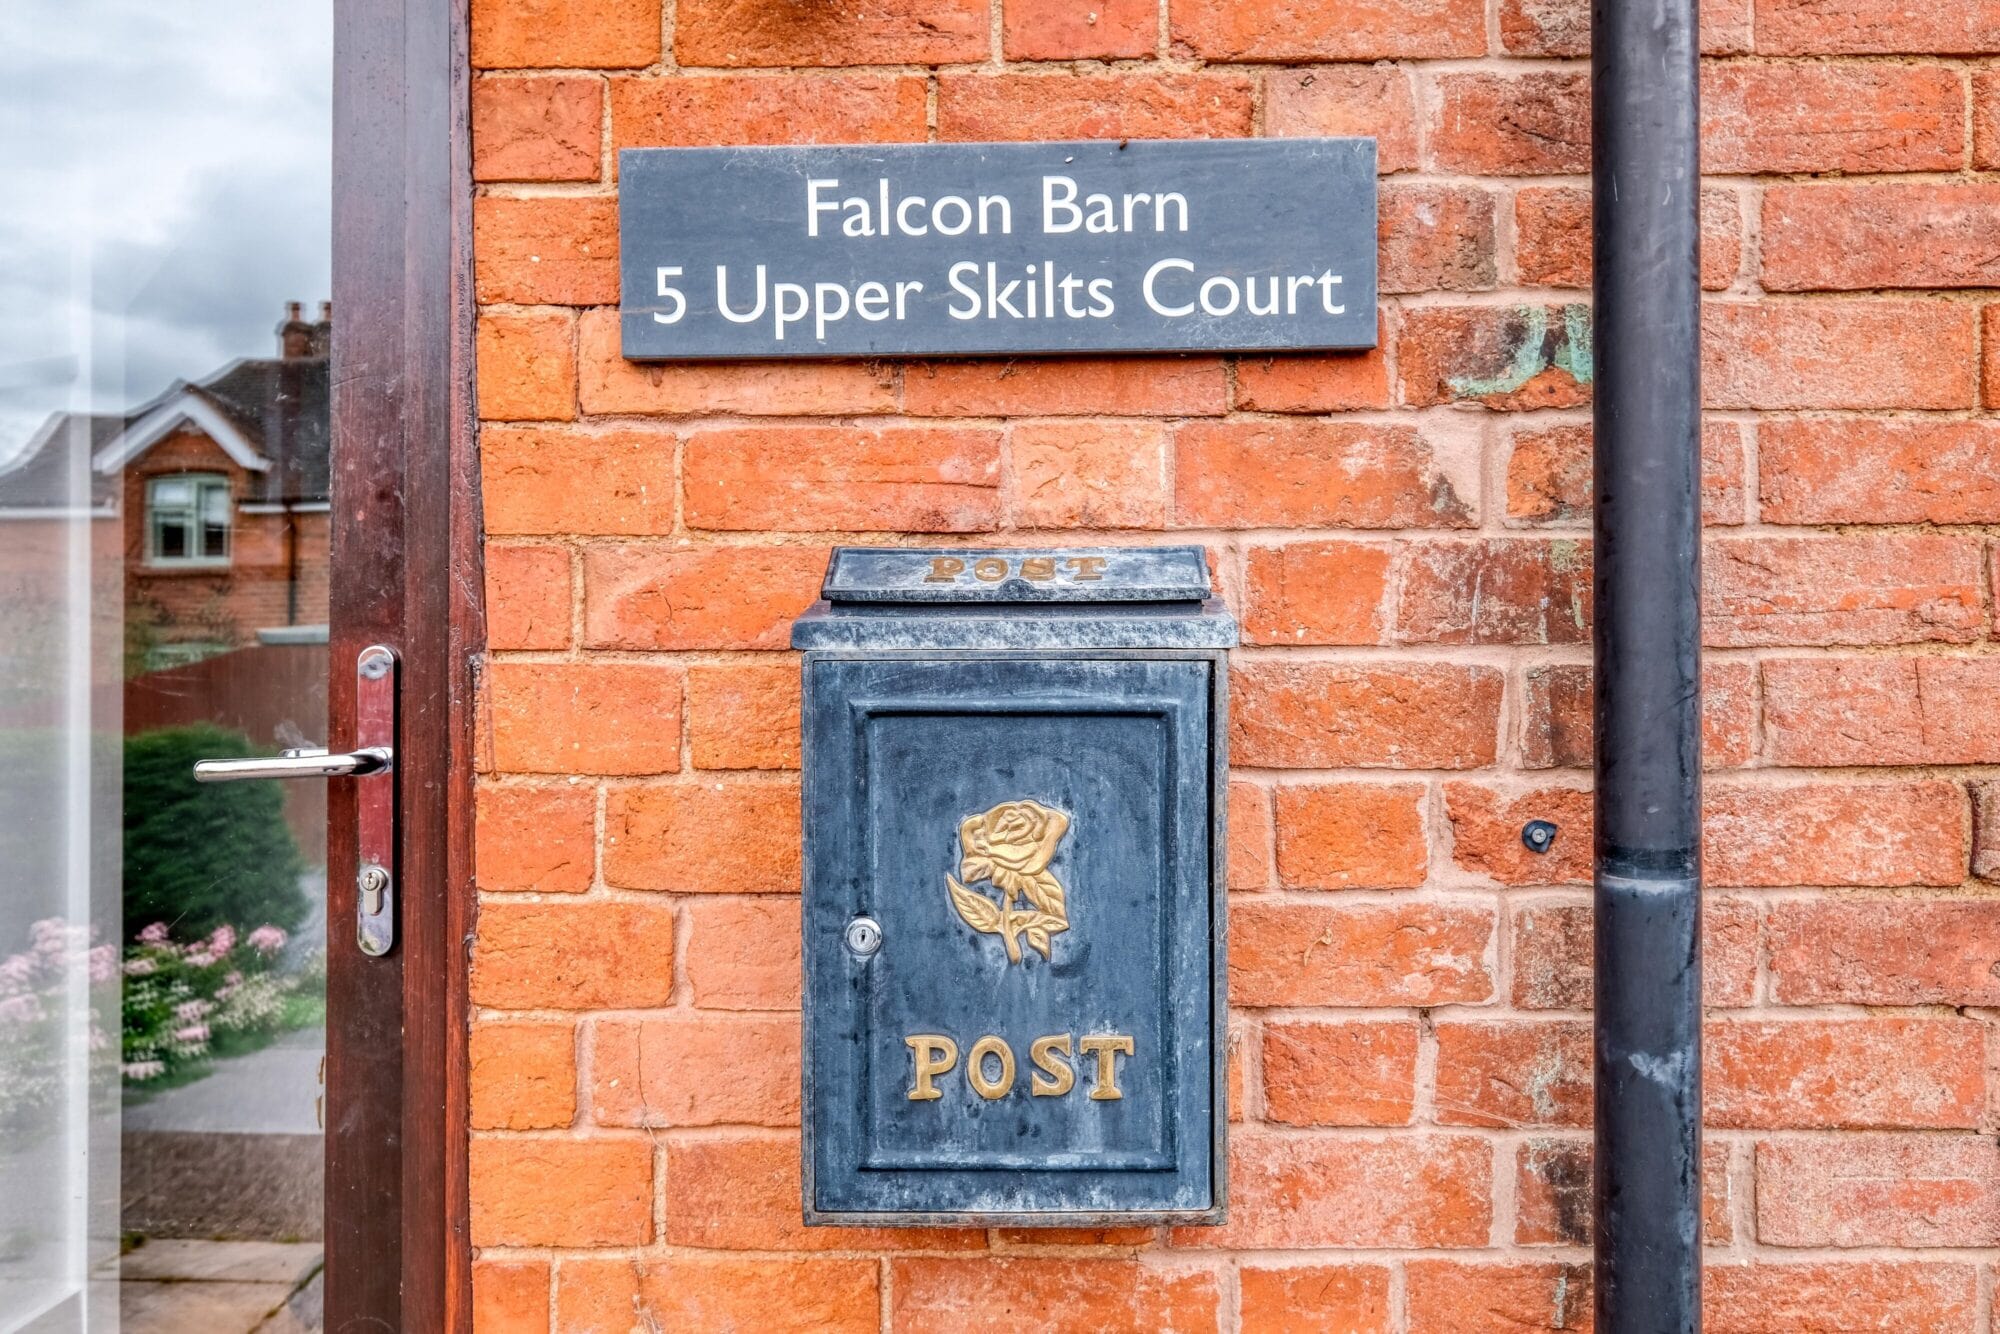 Falcon Barn
5 Upper Skilts Court
POST
POST